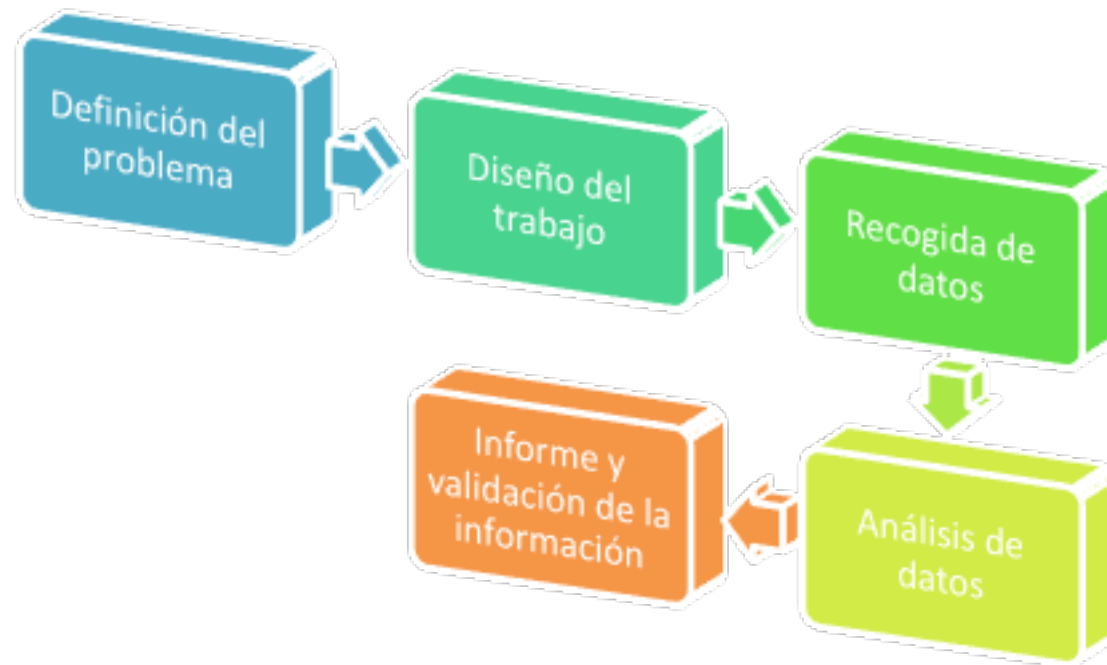 Definición del
problema
Diseño del
trabajo
Recogida de
datos
Análisis de
datos
Informe y
validación de la
información